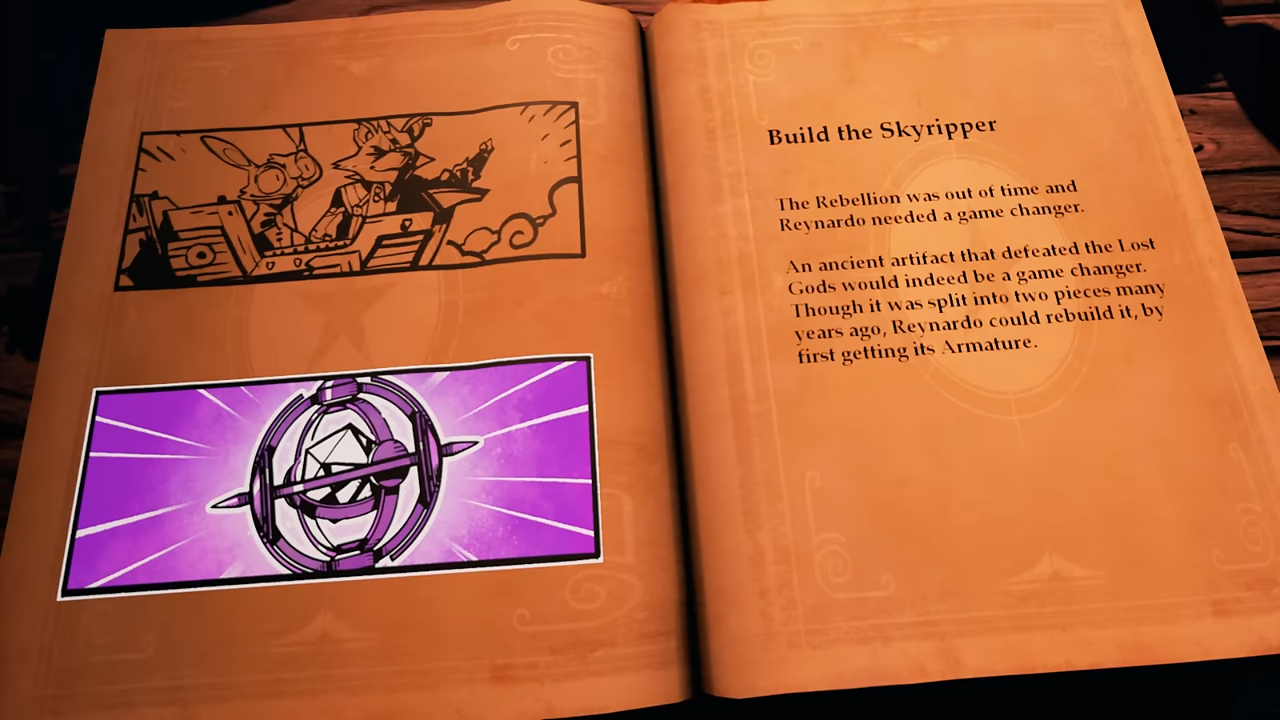 Build the Skyripper
The Rebellion was out of time and
Reynardo needed a game changer.
An ancient artifact that defeated the Lost
Gods would indeed be a game changer.
Though it was split into two pieces many
years ago, Reynardo could rebuild it, by
first getting its Armature.